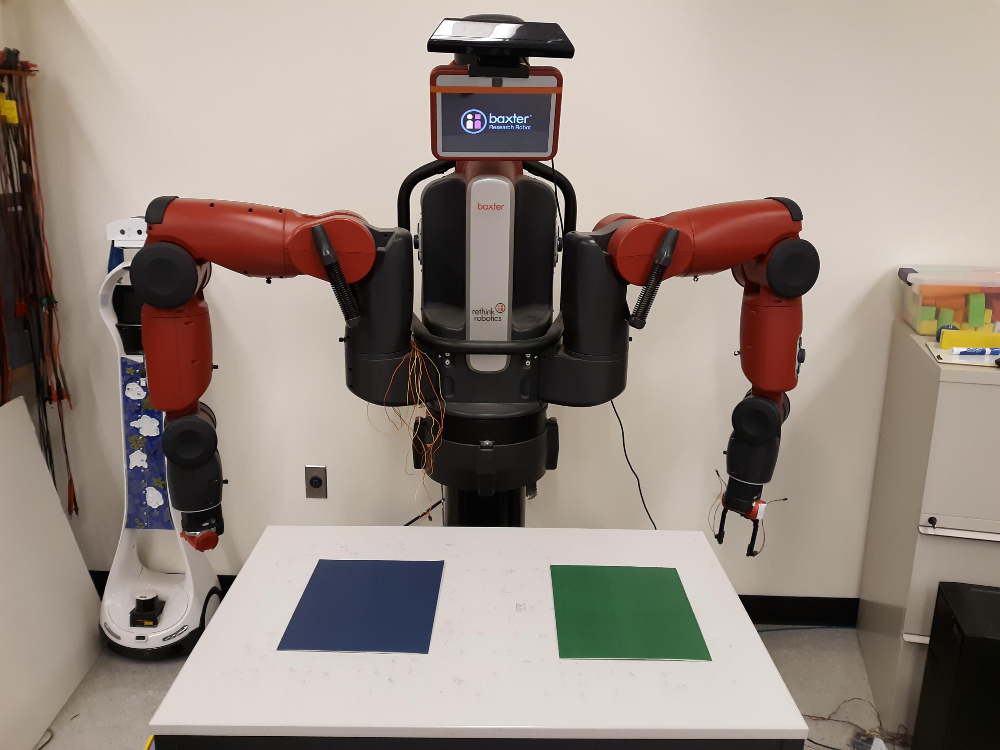 baxter™
Research Robot
baxter
rethink
robotics